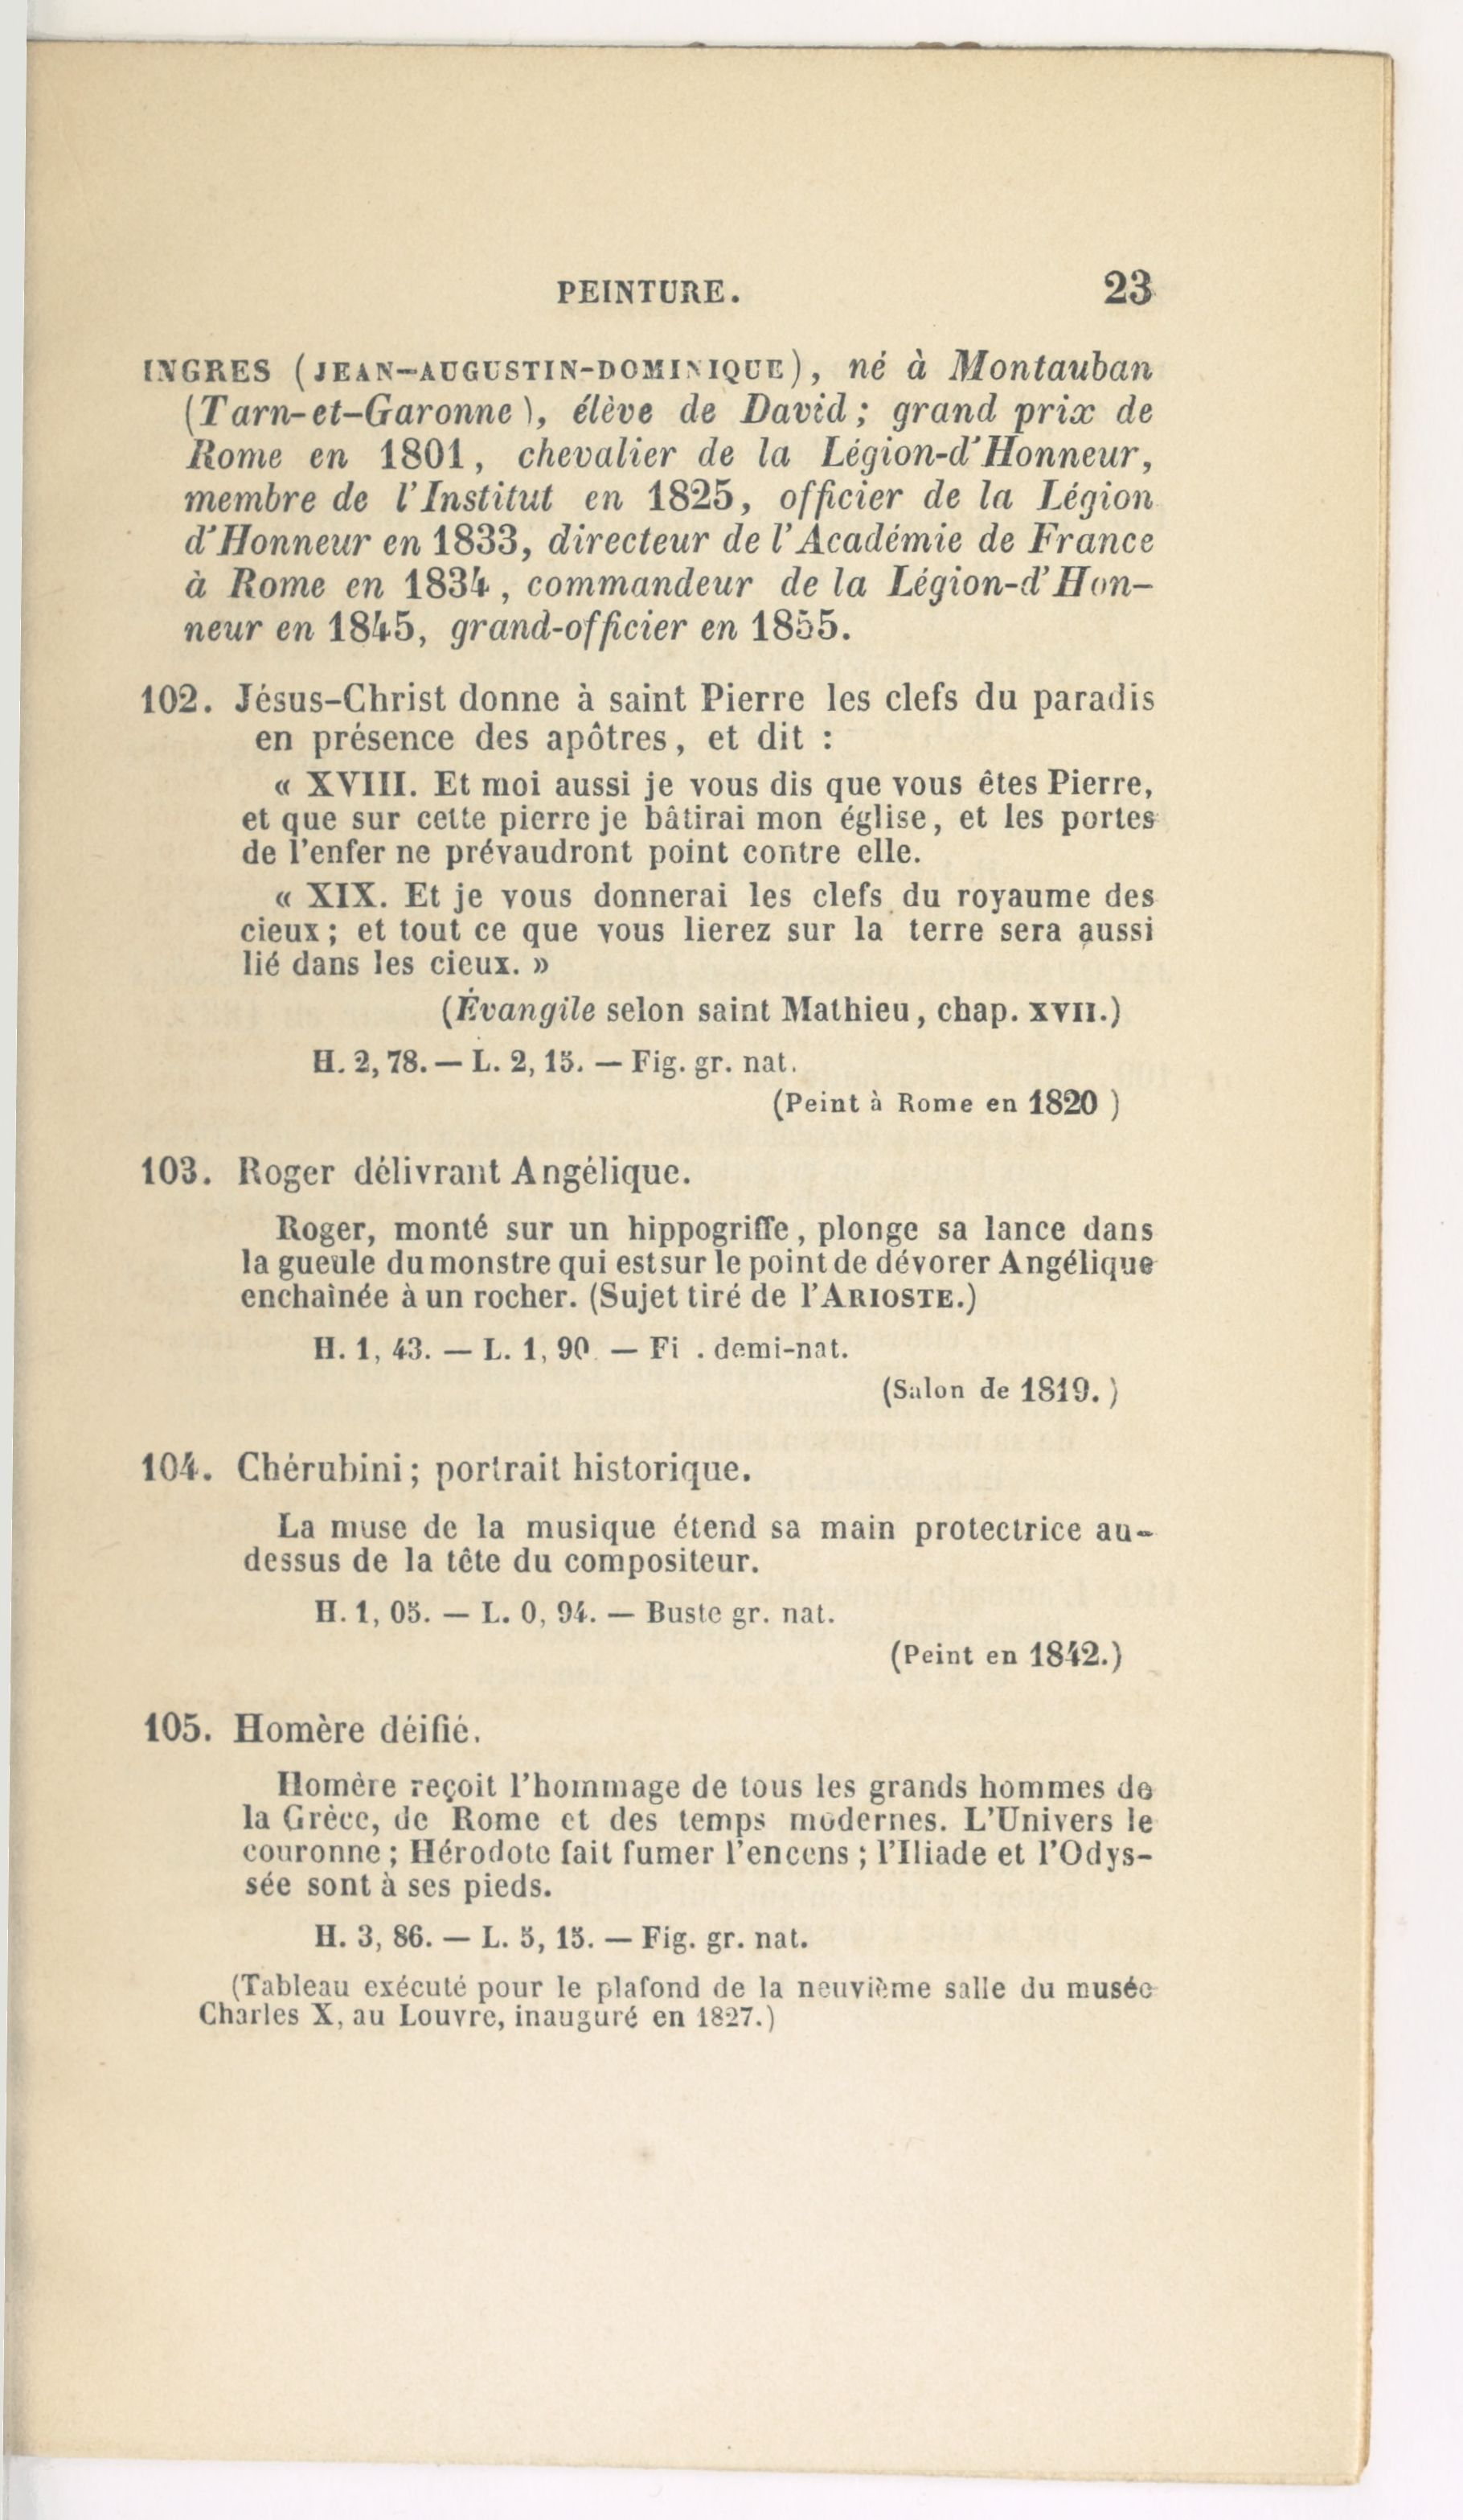 PEINTURE. 23
INGRES (JEAN-AUGUSTIN-DOMINIQUE), né à Montauban
(Tarn-et-Garonne), élève de David; grand prix de
Rome en 1801, chevalier de la Légion-d'Honneur,
membre de l'Institut en 1825, officier de la Légion
d'Honneur en 1833, directeur de l'Académie de France
à Rome en 1834, commandeur de la Légion-d'Hon-
neur en 1845, grand-officier en 1855.
102. Jésus-Christ donne à saint Pierre les clefs du paradis
en présence des apôtres, et dit :
« XVIII. Et moi aussi je vous dis que vous êtes Pierre,
et que sur cette pierre je bâtirai mon église, et les portes
de l'enfer ne prévaudront point contre elle.
« XIX. Et je vous donnerai les clefs du royaume des
cieux; et tout ce que vous lierez sur la terre sera aussi
lié dans les cieux. »
(Évangile selon saint Mathieu, chap. XVII.)
H. 2, 78. — L. 2, 15. — Fig. gr. nat.
(Peint à Rome en 1820 )
103. Roger délivrant Angélique.
Roger, monté sur un hippogriffe, plonge sa lance dans
la gueule du monstre qui est sur le point de dévorer Angélique
enchaînée à un rocher. (Sujet tiré de l'ARIOSTE.)
H. 1, 43. — L. 1, 90. — Fi . demi-nat.
(Salon de 1819.)
104. Chérubini; portrait historique.
La muse de la musique étend sa main protectrice au-
dessus de la tête du compositeur.
H. 1, 05. — L. 0, 94. — Buste gr. nat.
(Peint en 1842.)
105. Homère déifié.
Homère reçoit l'hommage de tous les grands hommes de
la Grèce, de Rome et des temps modernes. L'Univers le
couronne; Hérodote fait fumer l'encens; l'Iliade et l'Odys-
sée sont à ses pieds.
H. 3, 86. — L. 5, 15. — Fig. gr. nat.
(Tableau exécuté pour le plafond de la neuvième salle du musée
Charles X, au Louvre, inauguré en 1827.)